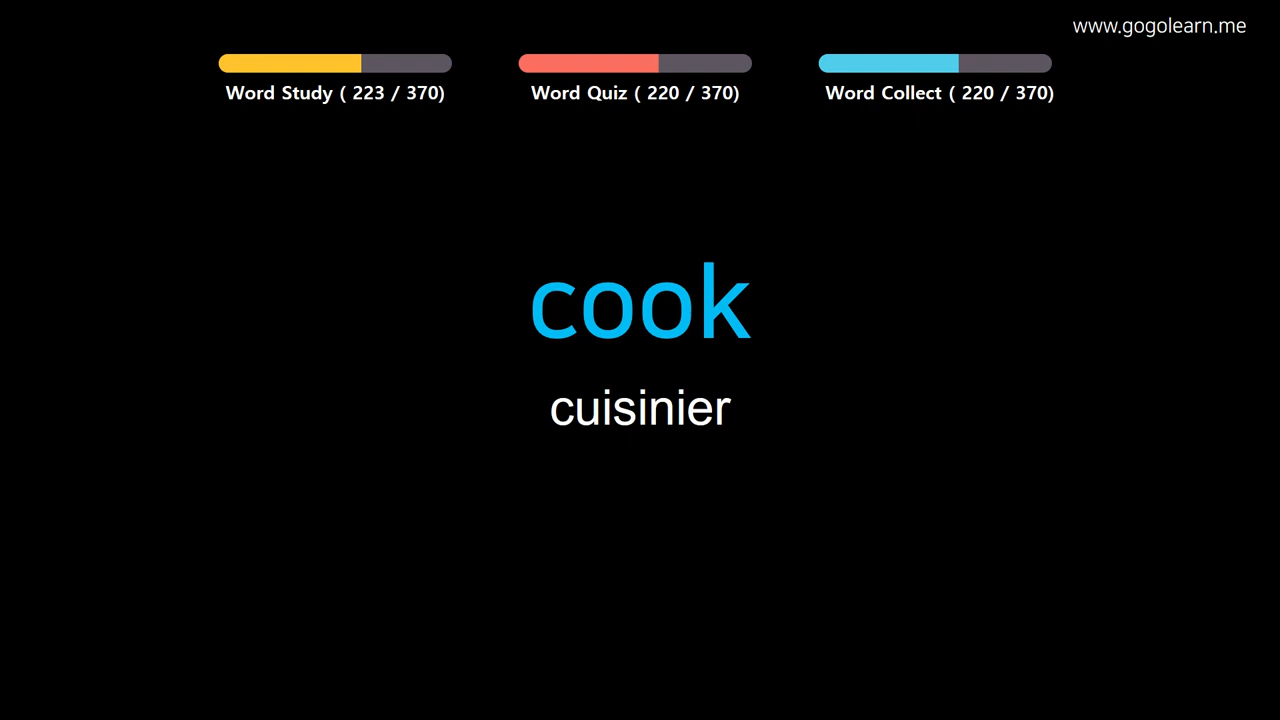 www.gogolearn.me
Word Study ( 223 / 370)
Word Quiz ( 220 / 370)
Word Collect ( 220 / 370)
cook
cuisinier